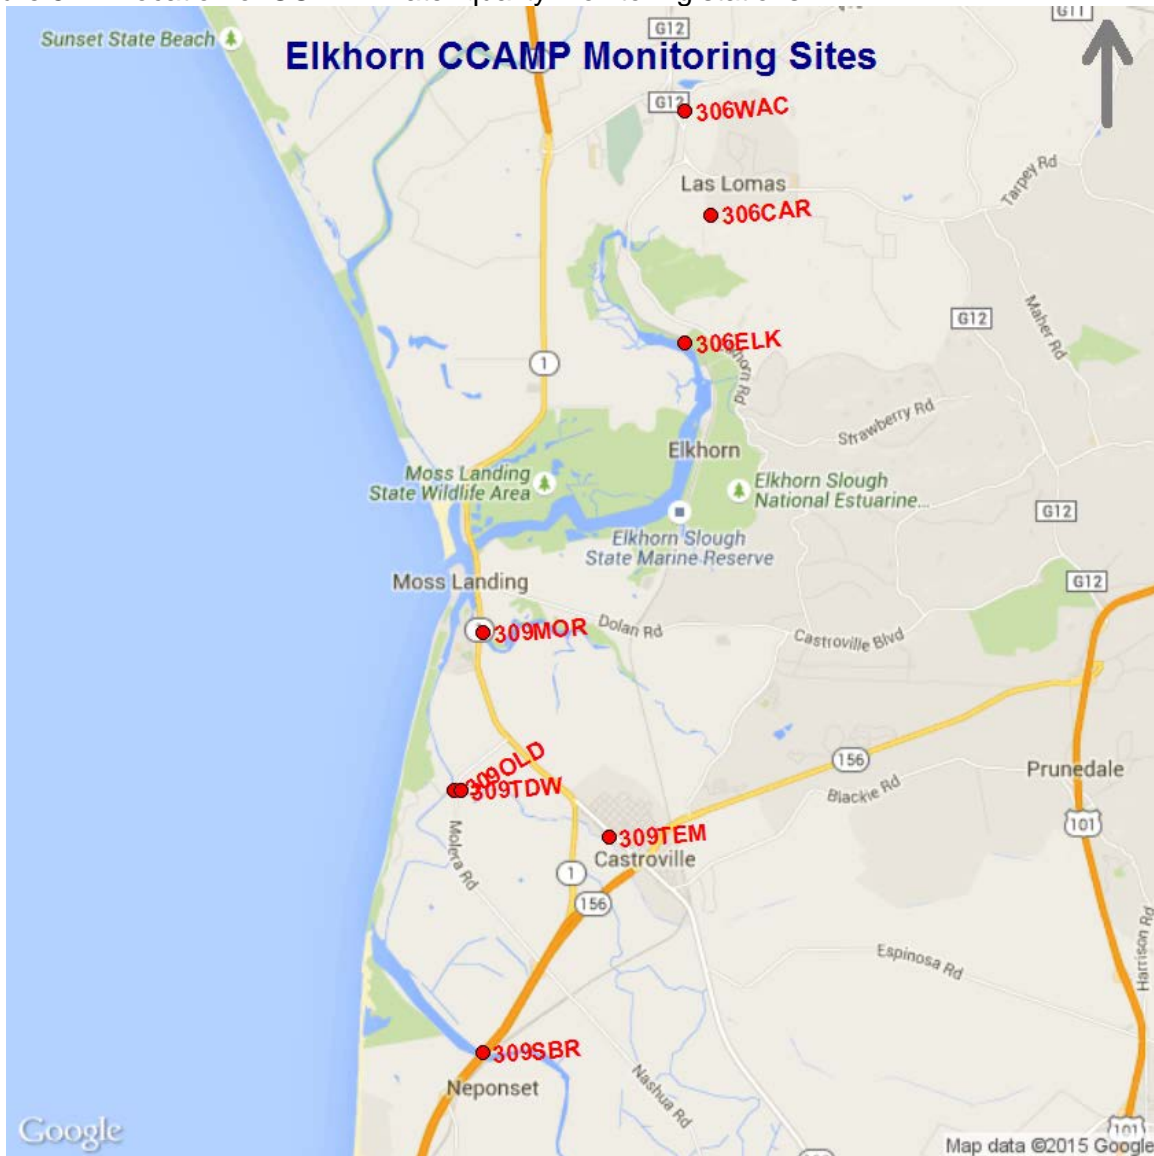 G11
Sunset State Beach
G12
Elkhorn CCAMP Monitoring Sites
G12
306WAC
Las Lomas
Tarpey Rd
306CAR
G12
Maher Rd
306ELK
1
Strawberry Rd
Elkhorn
Moss Landing
State Wildlife Area
Elkhorn Slough
National Estuarine...
G12
Elkhorn Slough
State Marine Reserve
Moss Landing
G12
309MOR
Dolan Rd
Castroville Blvd
309OLD
309TDW
156
Prunedale
Blackie Rd
101
Molera Rd
309TEM
Castroville
1
156
Harrison Rd
Espinosa Rd
309SBR
Neponset
Nashua Rd
Google
101
Map data ©2015 Google